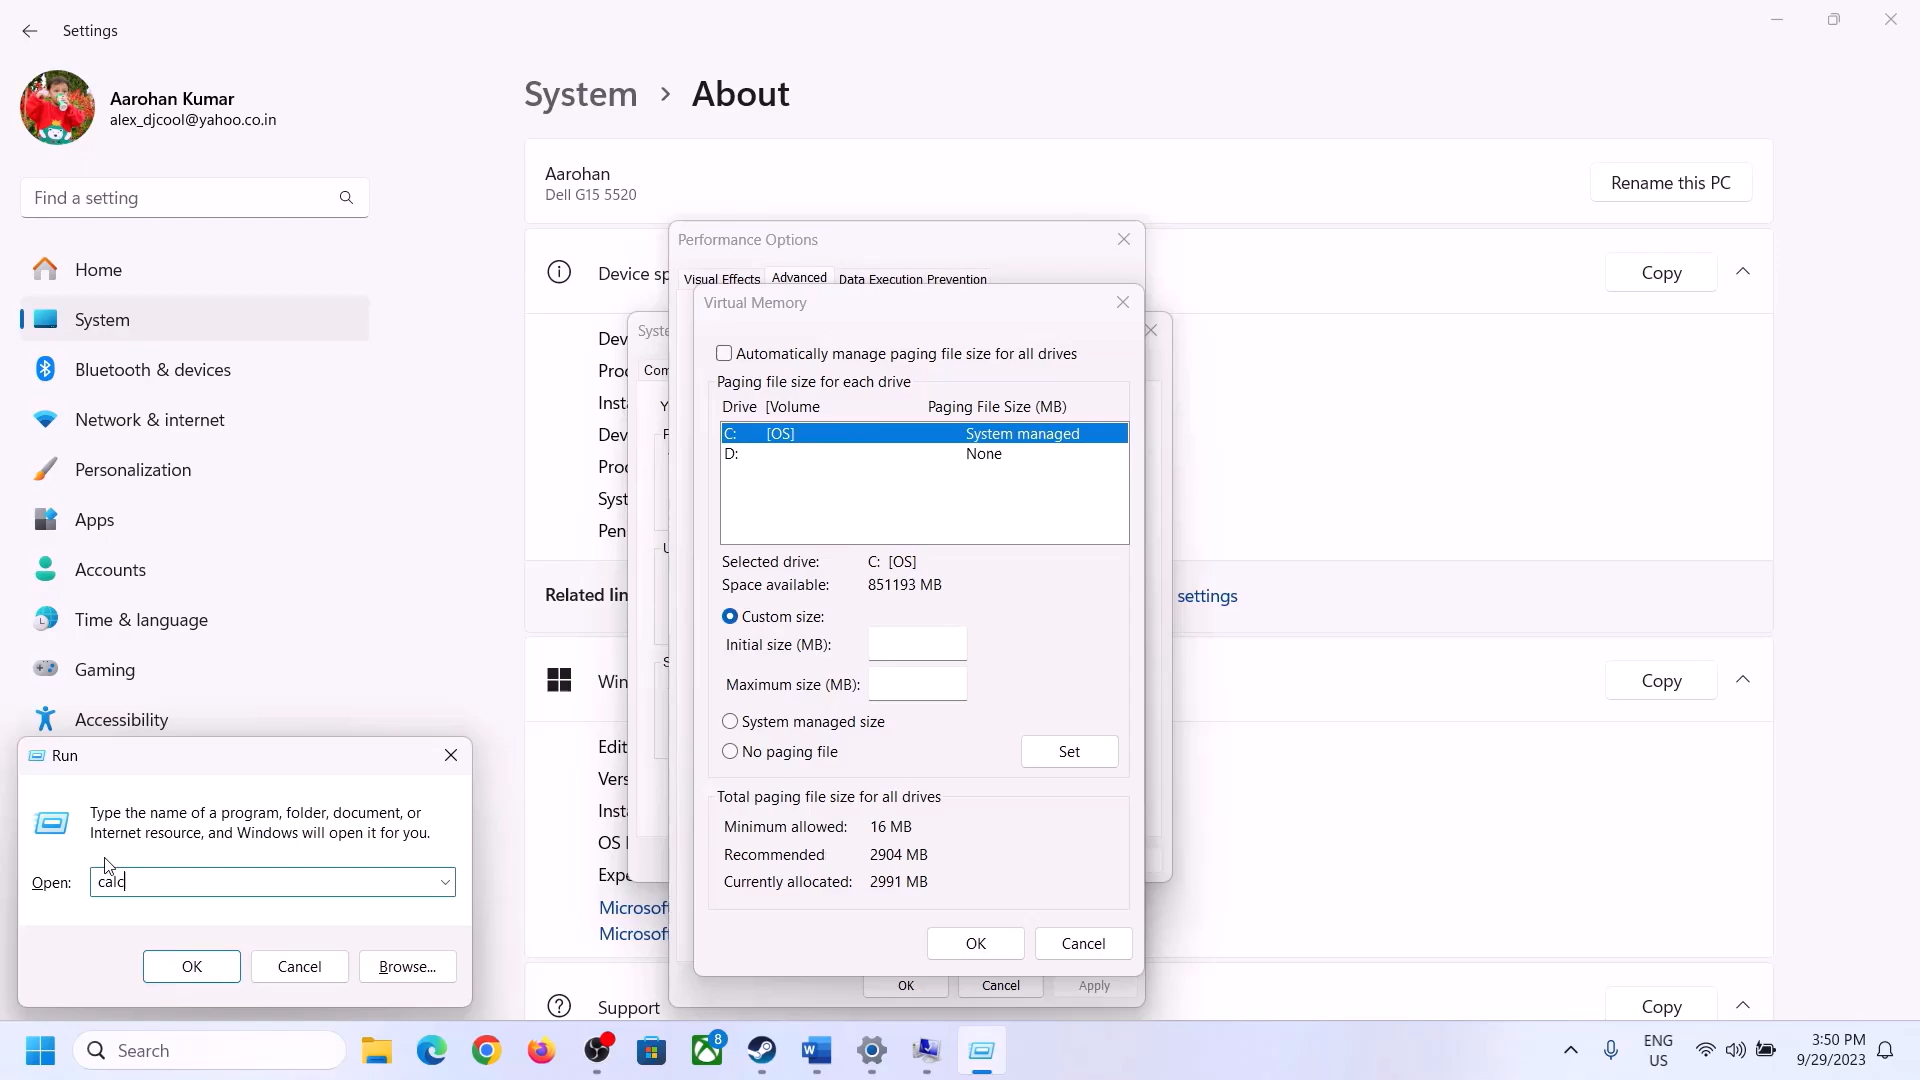 Settings
Aarohan Kumar
alex_djcool@yahoo.co.in
Find a setting
Home
System
Bluetooth & devices
Network & internet
Personalization
Apps
Accounts
Time & language
Gaming
Accessibility
System > About
Aarohan
Dell G15 5520
Rename this PC
Device sp
Copy
Dev
Proc
Insta
Dev
Proc
Syst
Pen
Related lin
settings
Win
Copy
Edit
Vers
Inst
OS
Expe
Microsof
Microsof
Support
Copy
Syste
Com
Y
Performance Options
Visual Effects
Advanced
Data Execution Prevention
OK
Cancel
Apply
Virtual Memory
Automatically manage paging file size for all drives
Paging file size for each drive
Drive [Volume Paging File Size (MB)
C: [OS] System managed
D: None
Selected drive: C: [OS]
Space available: 851193 MB
Custom size:
Initial size (MB):
Maximum size (MB):
System managed size
No paging file
Set
Total paging file size for all drives
Minimum allowed: 16 MB
Recommended 2904 MB
Currently allocated: 2991 MB
OK
Cancel
Run
Type the name of a program, folder, document, or
Internet resource, and Windows will open it for you.
Open: calc
OK
Cancel
Browse...
Search
8
ENG
US
3:50 PM
9/29/2023